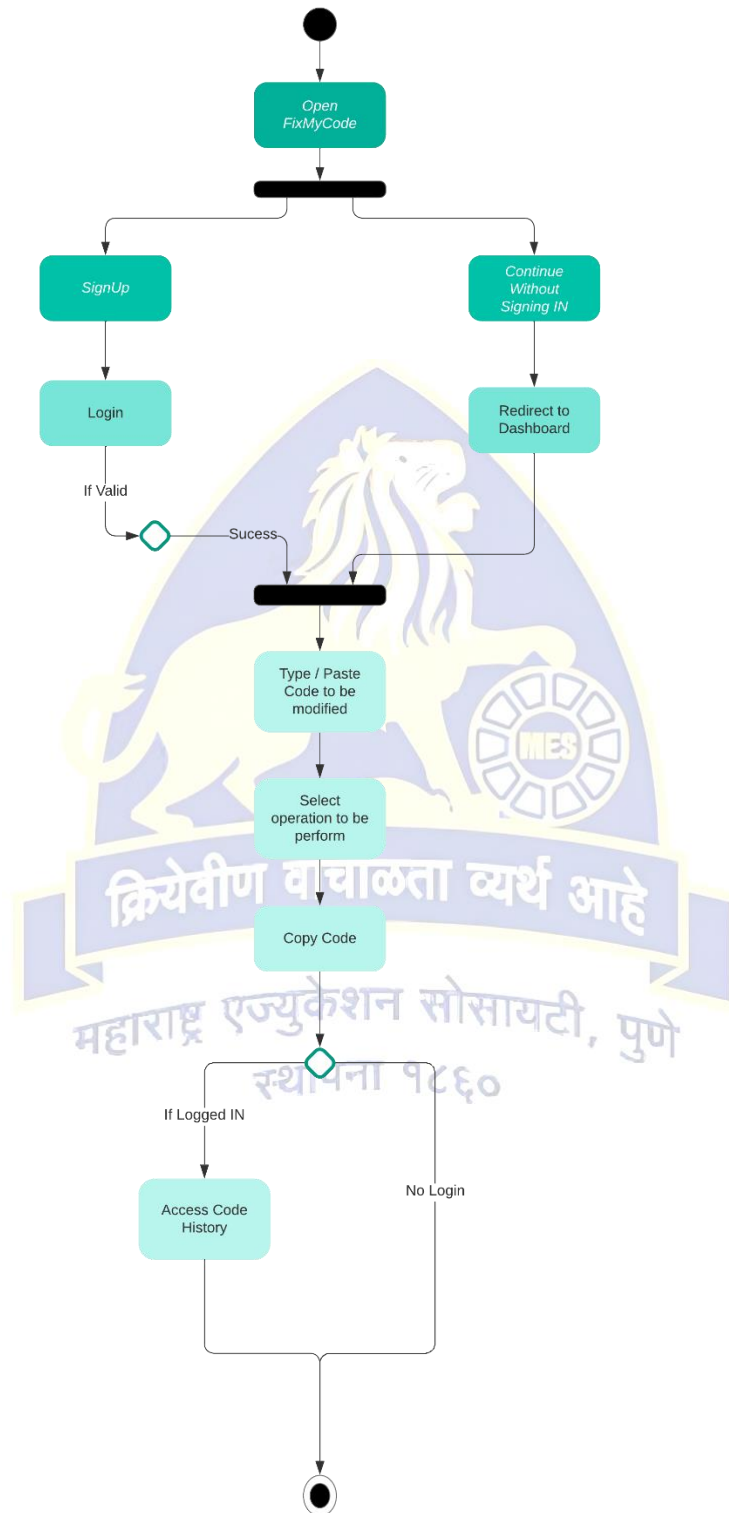 Open
FixMyCode
SignUp
Continue
Without
Signing IN
Login
Redirect to
Dashboard
If Valid
Sucess
Type / Paste
Code to be
modified
MES
Select
operation to be
perform
क्रियेवीण वाचाळता व्यर्थ आहे
Copy Code
महाराष्ट्र एज्युकेशन सोसायटी, पुणे
स्थापना १८६०
If Logged IN
No Login
Access Code
History